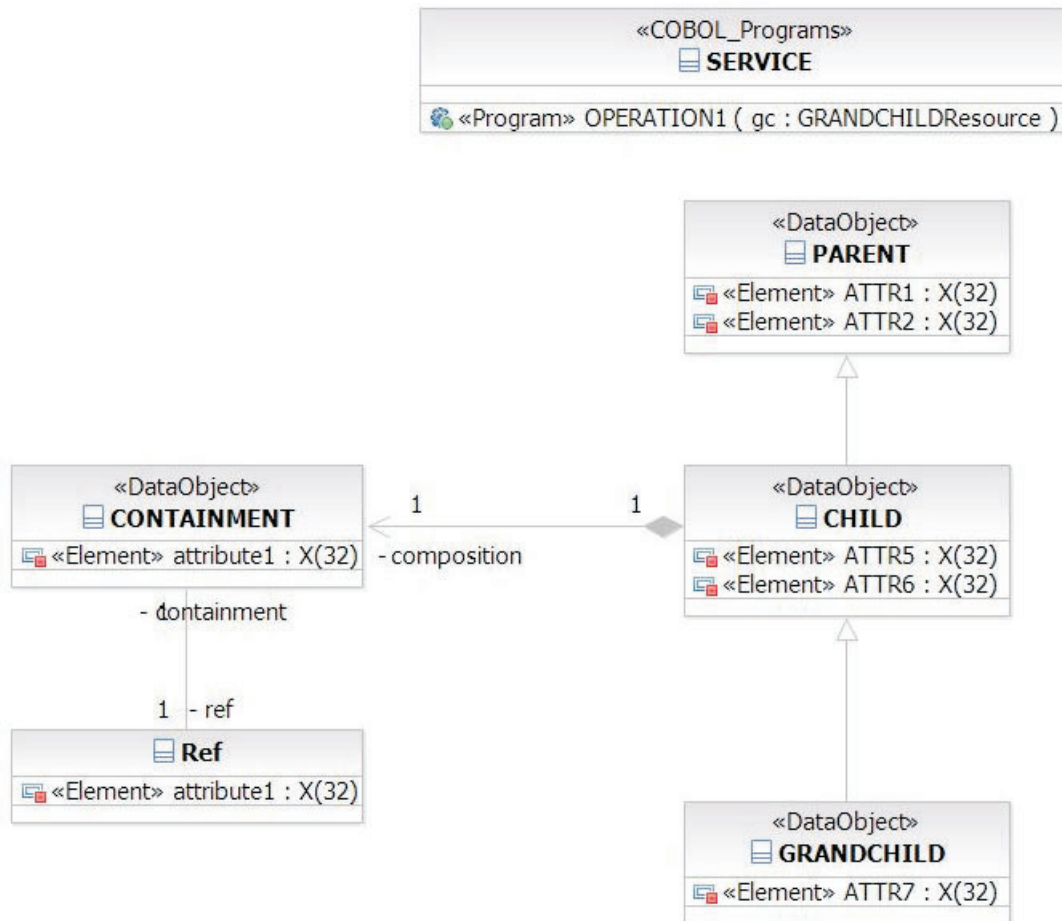 «COBOL_Programs»
SERVICE
«Program» OPERATION1 ( gc : GRANDCHILDResource )
«DataObject»
PARENT
«Element» ATTR1 : X(32)
«Element» ATTR2 : X(32)
«DataObject»
CONTAINMENT
«Element» attribute1 : X(32)
1
1
- composition
«DataObject»
CHILD
«Element» ATTR5 : X(32)
«Element» ATTR6 : X(32)
- containment
1
1 - ref
Ref
«Element» attribute1 : X(32)
«DataObject»
GRANDCHILD
«Element» ATTR7 : X(32)